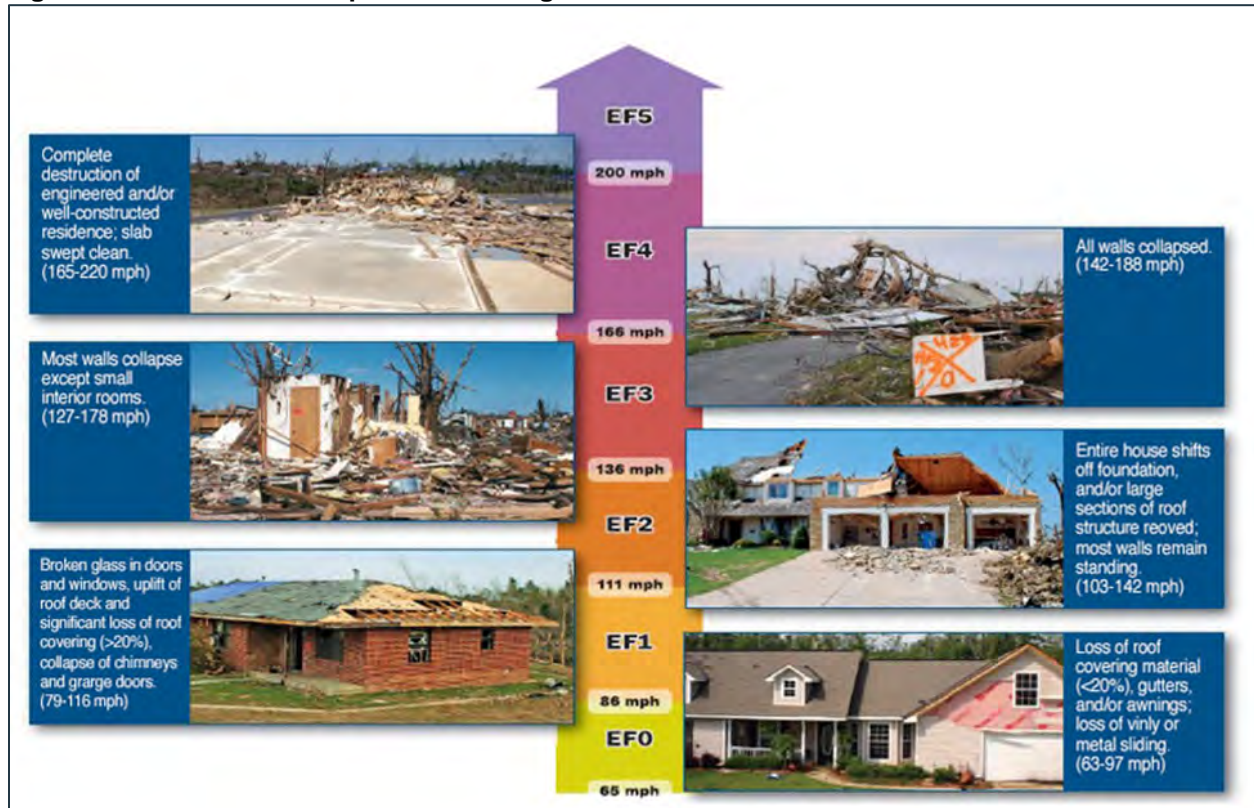 EF5
200 mph
EF4
166 mph
EF3
136 mph
EF2
111 mph
EF1
86 mph
EF0
65 mph
Complete
destruction of
engineered and/or
well-constructed
residence; slab
swept clean.
(165-220 mph)
All walls collapsed.
(142-188 mph)
Most walls collapse
except small
interior rooms.
(127-178 mph)
Entire house shifts
off foundation,
and/or large
sections of roof
structure reoved;
most walls remain
standing.
(103-142 mph)
Broken glass in doors
and windows, uplift of
roof deck and
significant loss of roof
covering (>20%),
collapse of chimneys
and grarge doors.
(79-116 mph)
Loss of roof
covering material
(<20%), gutters,
and/or awnings;
loss of vinly or
metal sliding.
(63-97 mph)